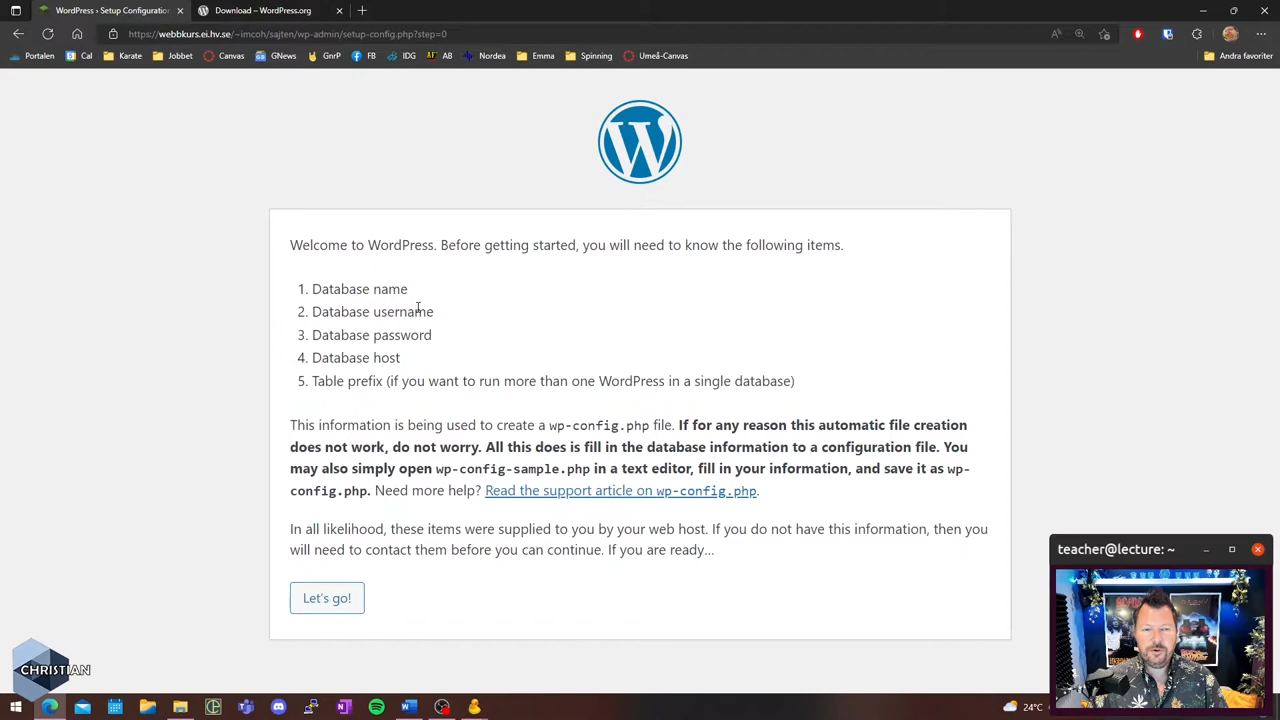 WordPress › Setup Configuration
Download – WordPress.org
https://webbkurs.ei.hv.se/~imcoh/sajten/wp-admin/setup-config.php?step=0
Portalen
Cal
Karate
Jobbet
Canvas
GNews
GnrP
FB
IDG
AB
Nordea
Emma
Spinning
Umeå-Canvas
Andra favoriter
Welcome to WordPress. Before getting started, you will need to know the following items.
1. Database name
2. Database username
3. Database password
4. Database host
5. Table prefix (if you want to run more than one WordPress in a single database)
This information is being used to create a wp-config.php file. If for any reason this automatic file creation
does not work, do not worry. All this does is fill in the database information to a configuration file. You
may also simply open wp-config-sample.php in a text editor, fill in your information, and save it as wp-
config.php. Need more help? Read the support article on wp-config.php.
In all likelihood, these items were supplied to you by your web host. If you do not have this information, then you
will need to contact them before you can continue. If you are ready…
Let's go!
teacher@lecture: ~
CHRISTIAN
24°C